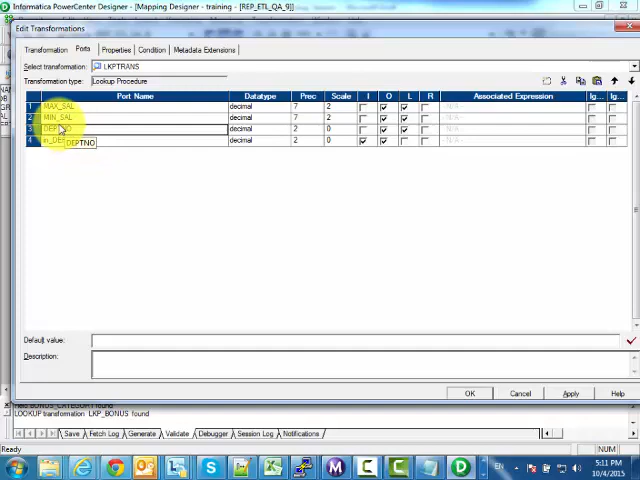 Informatica PowerCenter Designer - [Mapping Designer - training - [REP_ETL_QA_9]]
Edit Transformations
Transformation Ports Properties Condition Metadata Extensions
Select transformation: LKPTRANS
Transformation type: Lookup Procedure
Port Name Datatype Prec Scale I O L R Associated Expression Ig... Ig...
1 MAX_SAL decimal 7 2 - N/A -
2 MIN_SAL decimal 7 2 - N/A -
3 DEPTNO decimal 2 0 - N/A -
4 decimal 2 0 - N/A -
DEPTNO
Default value:
Description:
OK Cancel Apply Help
LOOKUP transformation LKP_BONUS found
Save Fetch Log Generate Validate Debugger Session Log Notifications
Ready NUM
EN 5:11 PM
10/4/2015